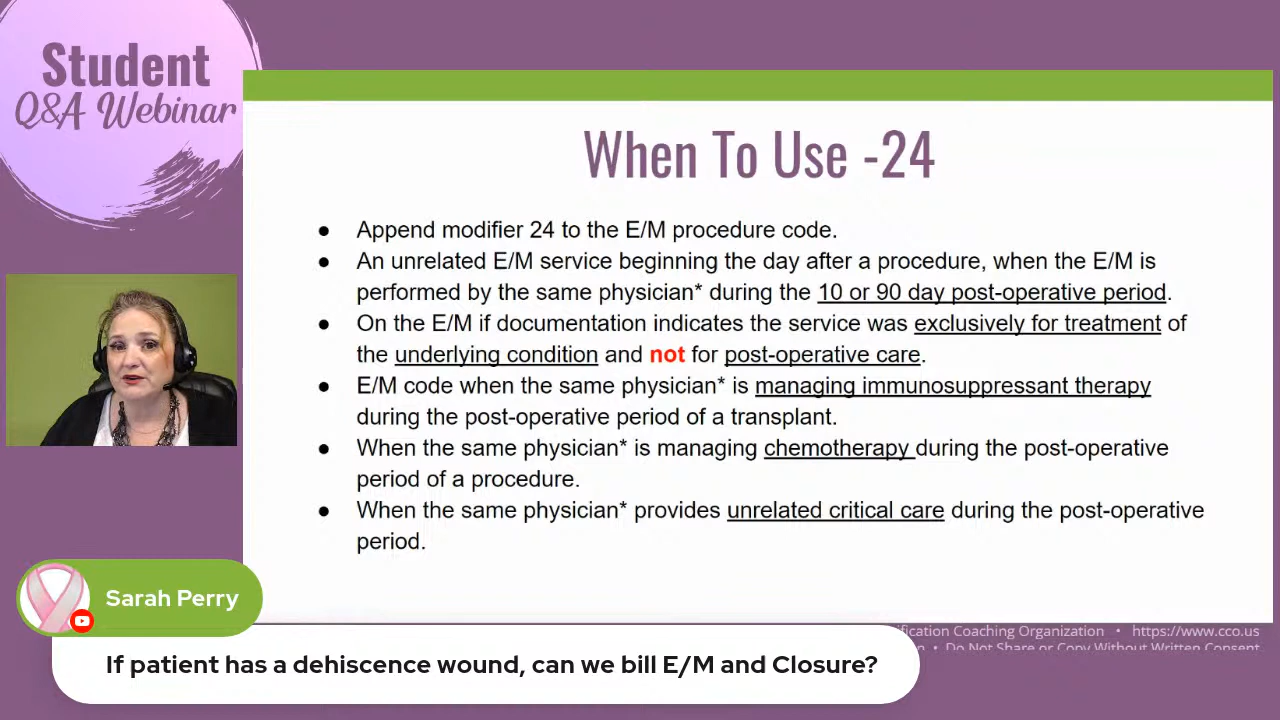 Student
Q&A Webinar
When To Use -24
● Append modifier 24 to the E/M procedure code.
● An unrelated E/M service beginning the day after a procedure, when the E/M is
performed by the same physician* during the 10 or 90 day post-operative period.
● On the E/M if documentation indicates the service was exclusively for treatment of
the underlying condition and not for post-operative care.
● E/M code when the same physician* is managing immunosuppressant therapy
during the post-operative period of a transplant.
● When the same physician* is managing chemotherapy during the post-operative
period of a procedure.
● When the same physician* provides unrelated critical care during the post-operative
period.
Sarah Perry
Coaching Organization • https://www.cco.us
• Do Not Share or Copy Without Written Consent
If patient has a dehiscence wound, can we bill E/M and Closure?